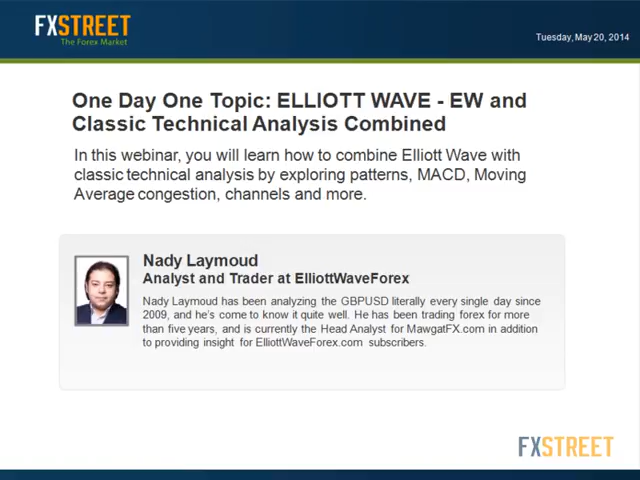 FXSTREET
The Forex Market
Tuesday, May 20, 2014
One Day One Topic: ELLIOTT WAVE - EW and
Classic Technical Analysis Combined
In this webinar, you will learn how to combine Elliott Wave with
classic technical analysis by exploring patterns, MACD, Moving
Average congestion, channels and more.
Nady Laymoud
Analyst and Trader at ElliottWaveForex
Nady Laymoud has been analyzing the GBPUSD literally every single day since
2009, and he's come to know it quite well. He has been trading forex for more
than five years, and is currently the Head Analyst for MawgatFX.com in addition
to providing insight for ElliottWaveForex.com subscribers.
FXSTREET